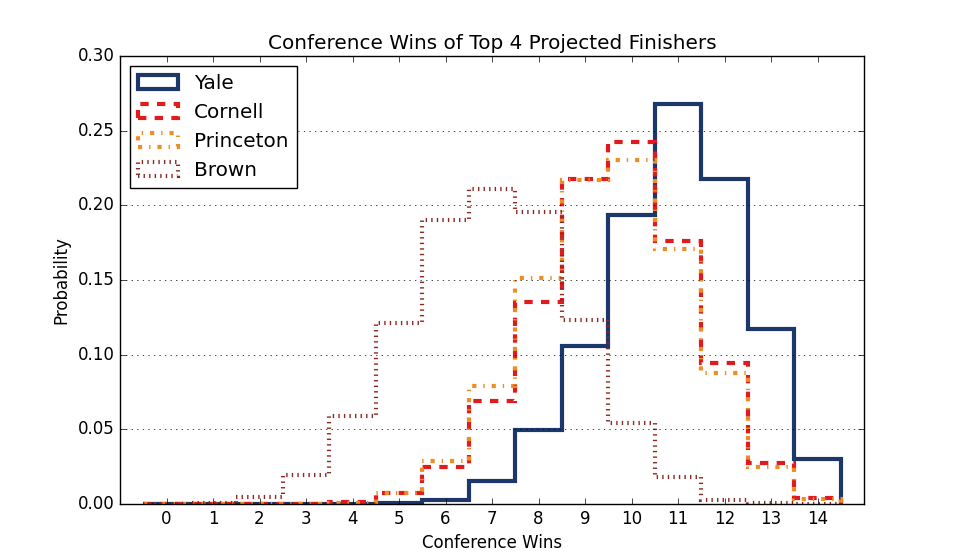 Conference Wins of Top 4 Projected Finishers
Yale
Cornell
Princeton
Brown
Probability
0.30
0.25
0.20
0.15
0.10
0.05
0.00
0 1 2 3 4 5 6 7 8 9 10 11 12 13 14
Conference Wins